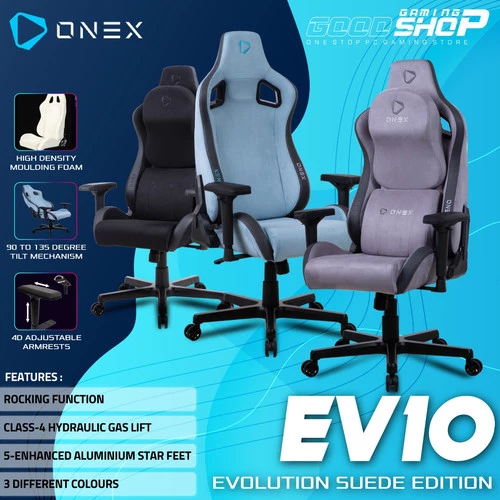 ONEX
GAMING
GOODSHOP
ONE STOP PC GAMING STORE
HIGH DENSITY
MOULDING FOAM
90 TO 135 DEGREE
TILT MECHANISM
4D ADJUSTABLE
ARMRESTS
ONEX
ONEX
FEATURES :
ROCKING FUNCTION
CLASS-4 HYDRAULIC GAS LIFT
5-ENHANCED ALUMINIUM STAR FEET
3 DIFFERENT COLOURS
EV10
EVOLUTION SUEDE EDITION